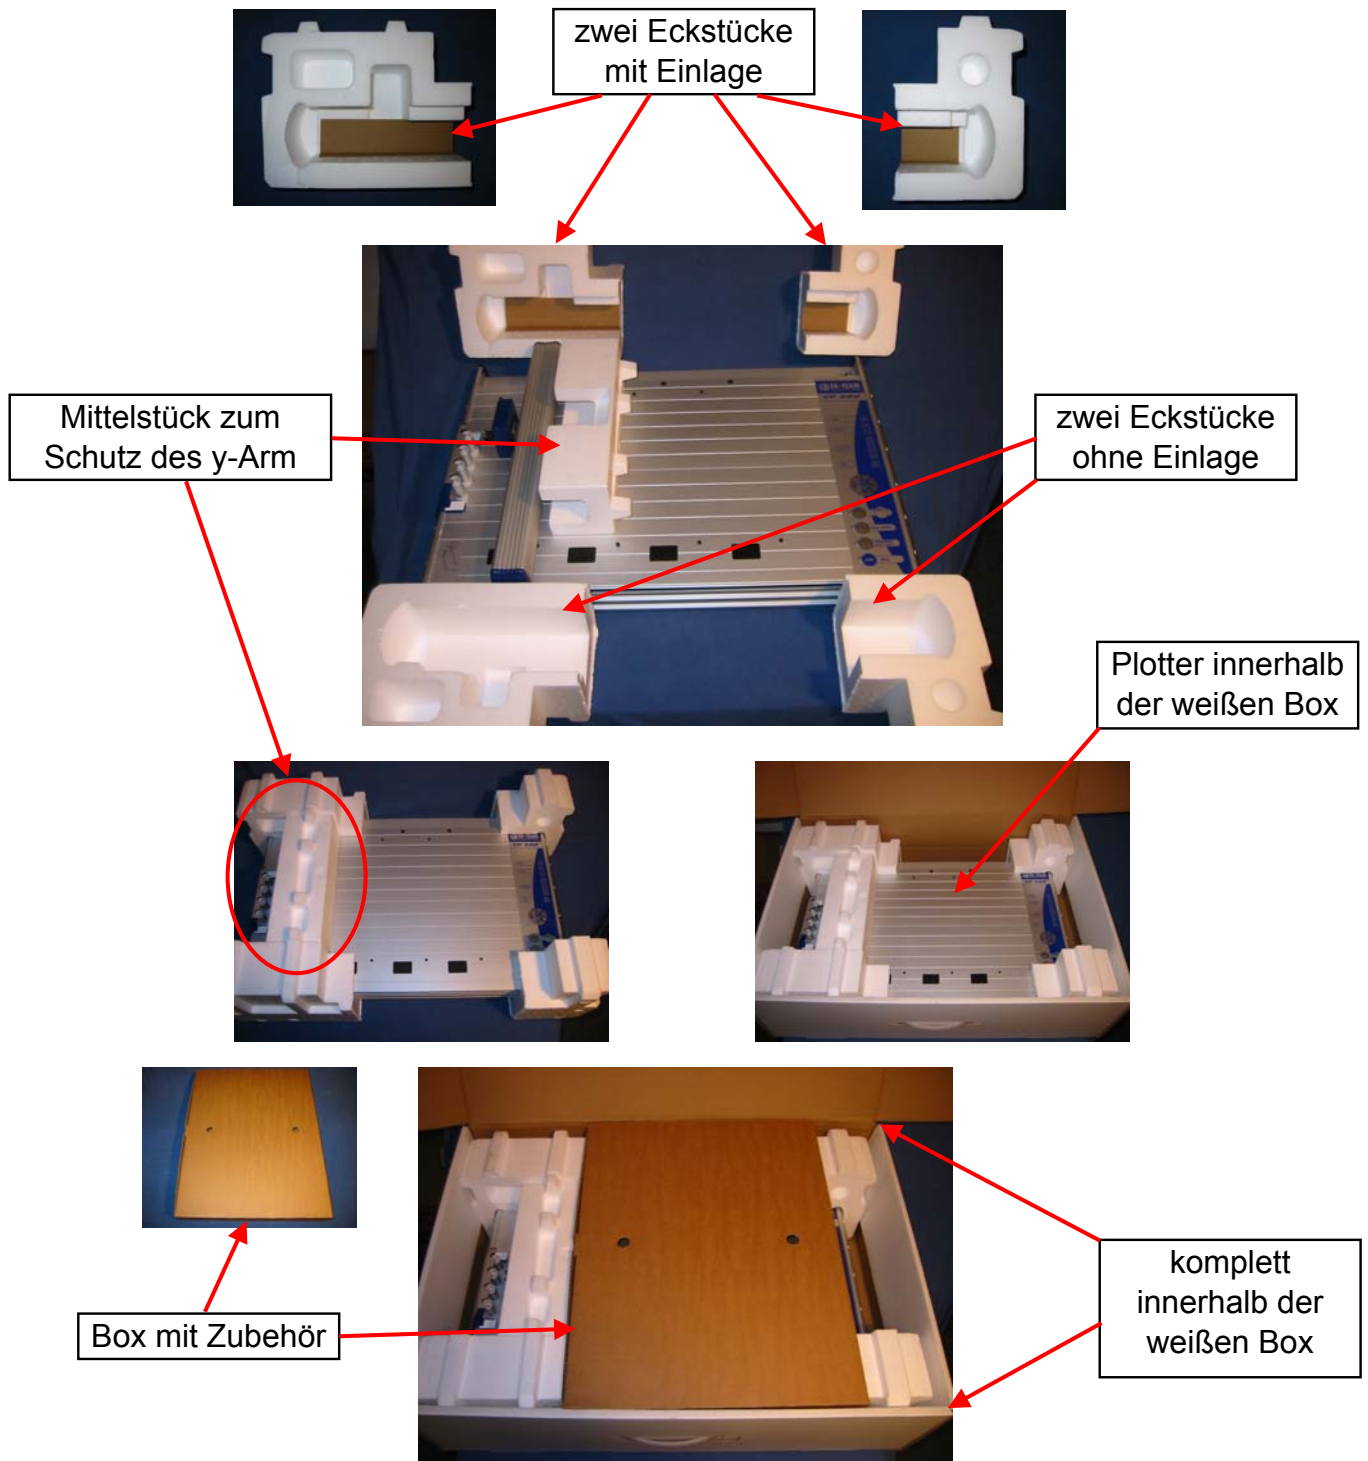 zwei Eckstücke
mit Einlage
Mittelstück zum
Schutz des y-Arm
zwei Eckstücke
ohne Einlage
Plotter innerhalb
der weißen Box
Box mit Zubehör
komplett
innerhalb der
weißen Box